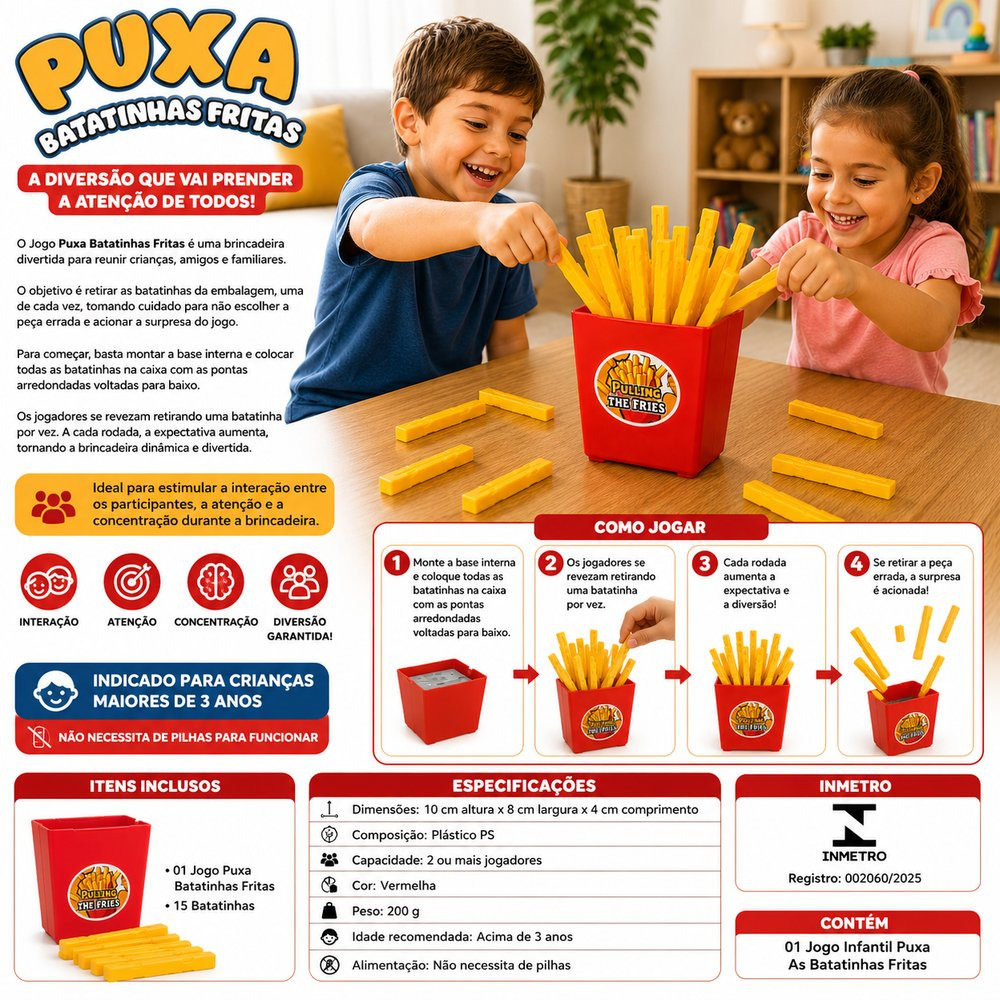 PUXA
BATATINHAS FRITAS
A DIVERSÃO QUE VAI PRENDER
A ATENÇÃO DE TODOS!
O Jogo Puxa Batatinhas Fritas é uma brincadeira
divertida para reunir crianças, amigos e familiares.
O objetivo é retirar as batatinhas da embalagem, uma
de cada vez, tomando cuidado para não escolher a
peça errada e acionar a surpresa do jogo.
Para começar, basta montar a base interna e colocar
todas as batatinhas na caixa com as pontas
arredondadas voltadas para baixo.
Os jogadores se revezam retirando uma batatinha
por vez. A cada rodada, a expectativa aumenta,
tornando a brincadeira dinâmica e divertida.
Ideal para estimular a interação entre
os participantes, a atenção e a
concentração durante a brincadeira.
INTERAÇÃO
ATENÇÃO
CONCENTRAÇÃO
DIVERSÃO
GARANTIDA!
INDICADO PARA CRIANÇAS
MAIORES DE 3 ANOS
NÃO NECESSITA DE PILHAS PARA FUNCIONAR
PULLING
THE FRIES
COMO JOGAR
1 Monte a base interna
e coloque todas as
batatinhas na caixa
com as pontas
arredondadas
voltadas para baixo.
2 Os jogadores se
revezam retirando
uma batatinha
por vez.
3 Cada rodada
aumenta a
expectativa e
a diversão!
4 Se retirar a peça
errada, a surpresa
é acionada!
ITENS INCLUSOS
PULLING
THE FRIES
• 01 Jogo Puxa
Batatinhas Fritas
• 15 Batatinhas
ESPECIFICAÇÕES
Dimensões: 10 cm altura x 8 cm largura x 4 cm comprimento
Composição: Plástico PS
Capacidade: 2 ou mais jogadores
Cor: Vermelha
Peso: 200 g
Idade recomendada: Acima de 3 anos
Alimentação: Não necessita de pilhas
INMETRO
INMETRO
Registro: 002060/2025
CONTÉM
01 Jogo Infantil Puxa
As Batatinhas Fritas